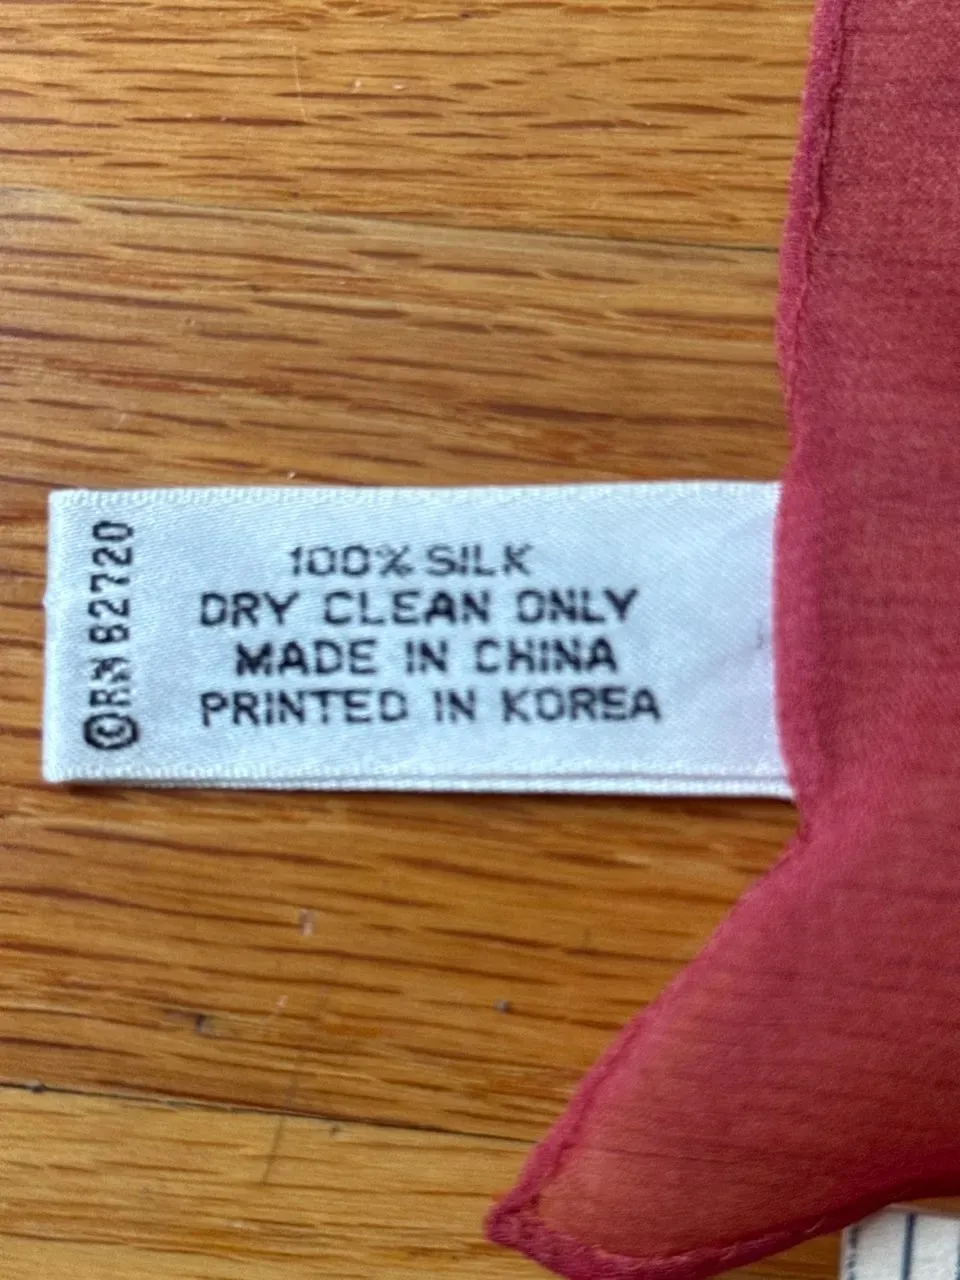 100% SILK
DRY CLEAN ONLY
MADE IN CHINA
PRINTED IN KOREA
©RN 82720